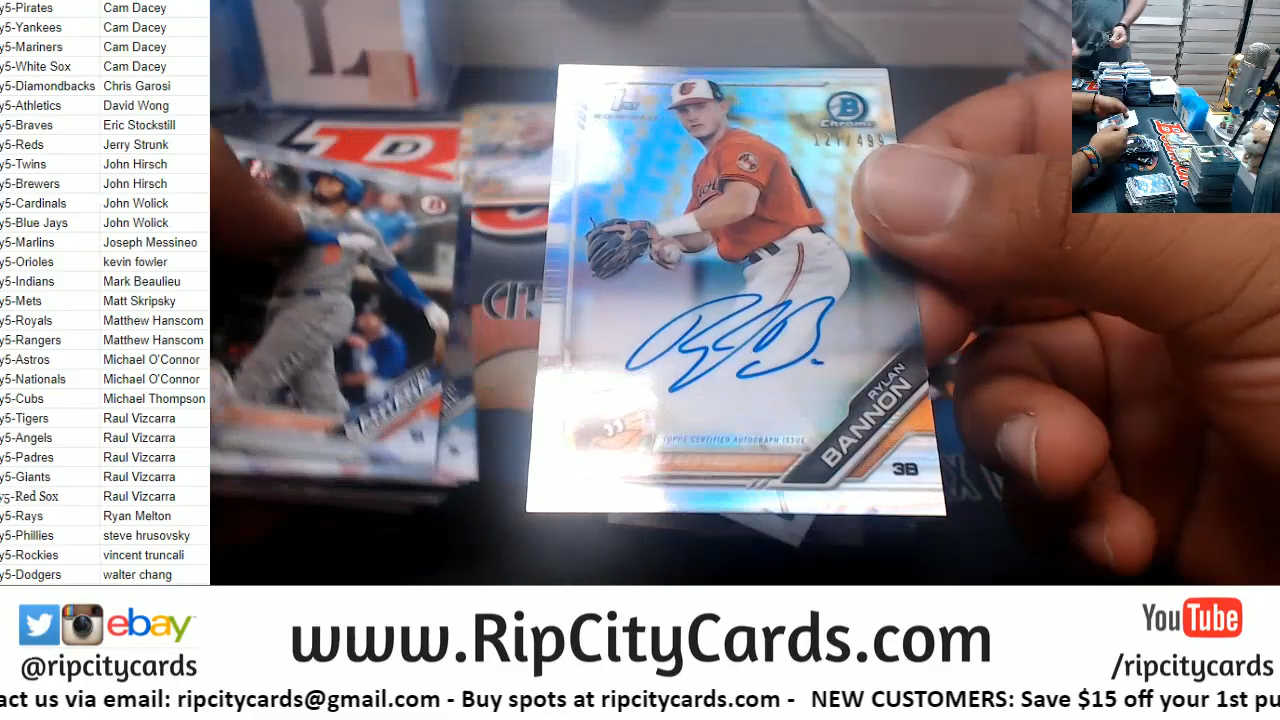 y5-Pirates Cam Dacey
y5-Yankees Cam Dacey
y5-Mariners Cam Dacey
y5-White Sox Cam Dacey
y5-Diamondbacks Chris Garosi
y5-Athletics David Wong
y5-Braves Eric Stockstill
y5-Reds Jerry Strunk
y5-Twins John Hirsch
y5-Brewers John Hirsch
y5-Cardinals John Wolick
y5-Blue Jays John Wolick
y5-Marlins Joseph Messineo
y5-Orioles kevin fowler
y5-Indians Mark Beaulieu
y5-Mets Matt Skripsky
y5-Royals Matthew Hanscom
y5-Rangers Matthew Hanscom
y5-Astros Michael O'Connor
y5-Nationals Michael O'Connor
y5-Cubs Michael Thompson
y5-Tigers Raul Vizcarra
y5-Angels Raul Vizcarra
y5-Padres Raul Vizcarra
y5-Giants Raul Vizcarra
y5-Red Sox Raul Vizcarra
y5-Rays Ryan Melton
y5-Phillies steve hrusovsky
y5-Rockies vincent truncali
y5-Dodgers walter chang
1st
BOWMAN
B
Chrome
127/499
TOPPS CERTIFIED AUTOGRAPH ISSUE
RYLAN
BANNON
3B
ebay
@ripcitycards
www.RipCityCards.com
YouTube
/ripcitycards
act us via email: ripcitycards@gmail.com - Buy spots at ripcitycards.com - NEW CUSTOMERS: Save $15 off your 1st pu